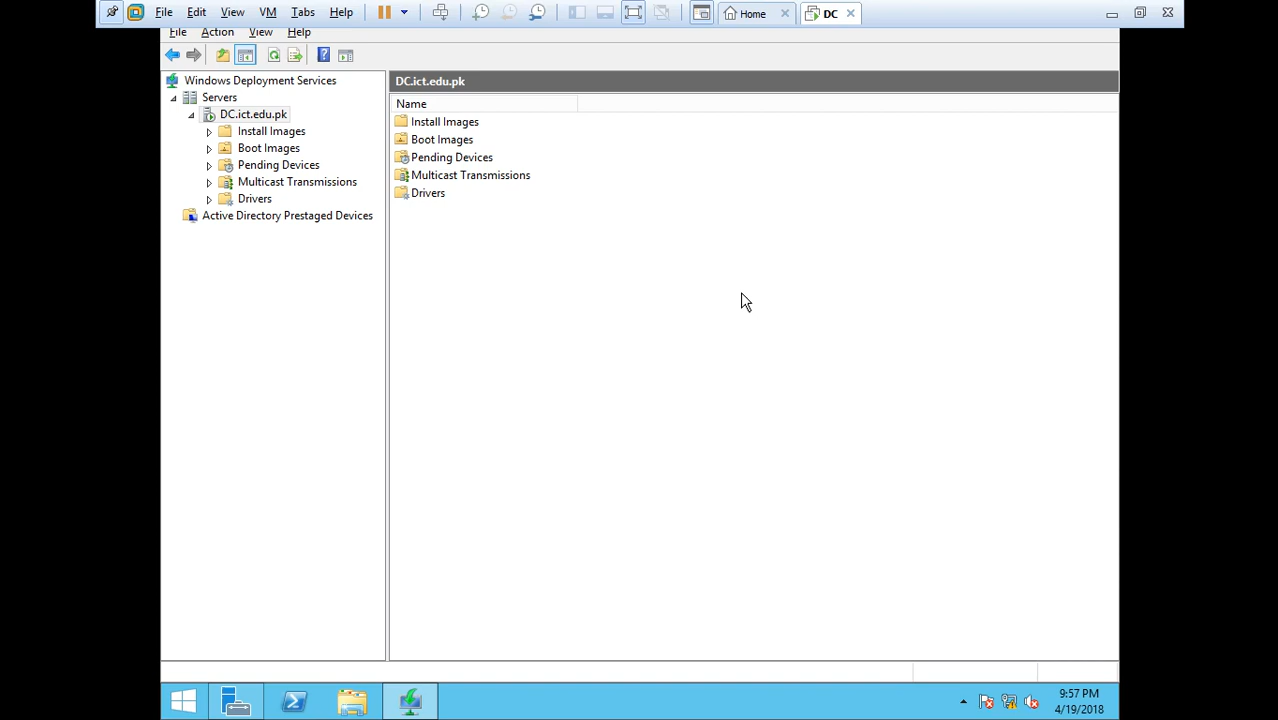 File Edit View VM Tabs Help Home DC
File Action View Help
Windows Deployment Services
Servers
DC.ict.edu.pk
Install Images
Boot Images
Pending Devices
Multicast Transmissions
Drivers
Active Directory Prestaged Devices
DC.ict.edu.pk
Name
Install Images
Boot Images
Pending Devices
Multicast Transmissions
Drivers
9:57 PM
4/19/2018